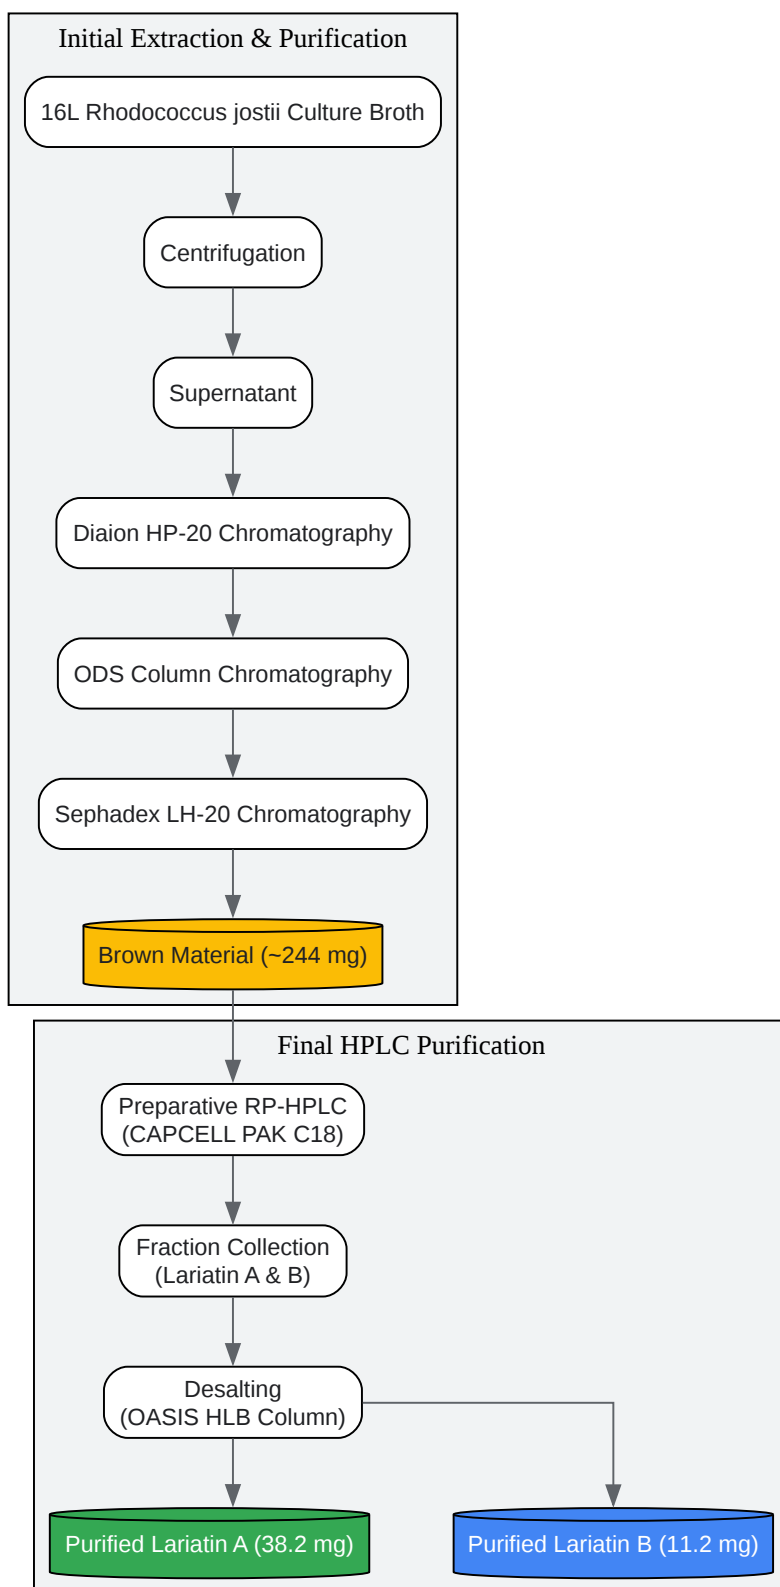 Initial Extraction & Purification
16L Rhodococcus jostii Culture Broth
Centrifugation
Supernatant
Diaion HP-20 Chromatography
ODS Column Chromatography
Sephadex LH-20 Chromatography
Brown Material (~244 mg)
Final HPLC Purification
Preparative RP-HPLC
(CAPCELL PAK C18)
Fraction Collection
(Lariatin A & B)
Desalting
(OASIS HLB Column)
Purified Lariatin A (38.2 mg)
Purified Lariatin B (11.2 mg)